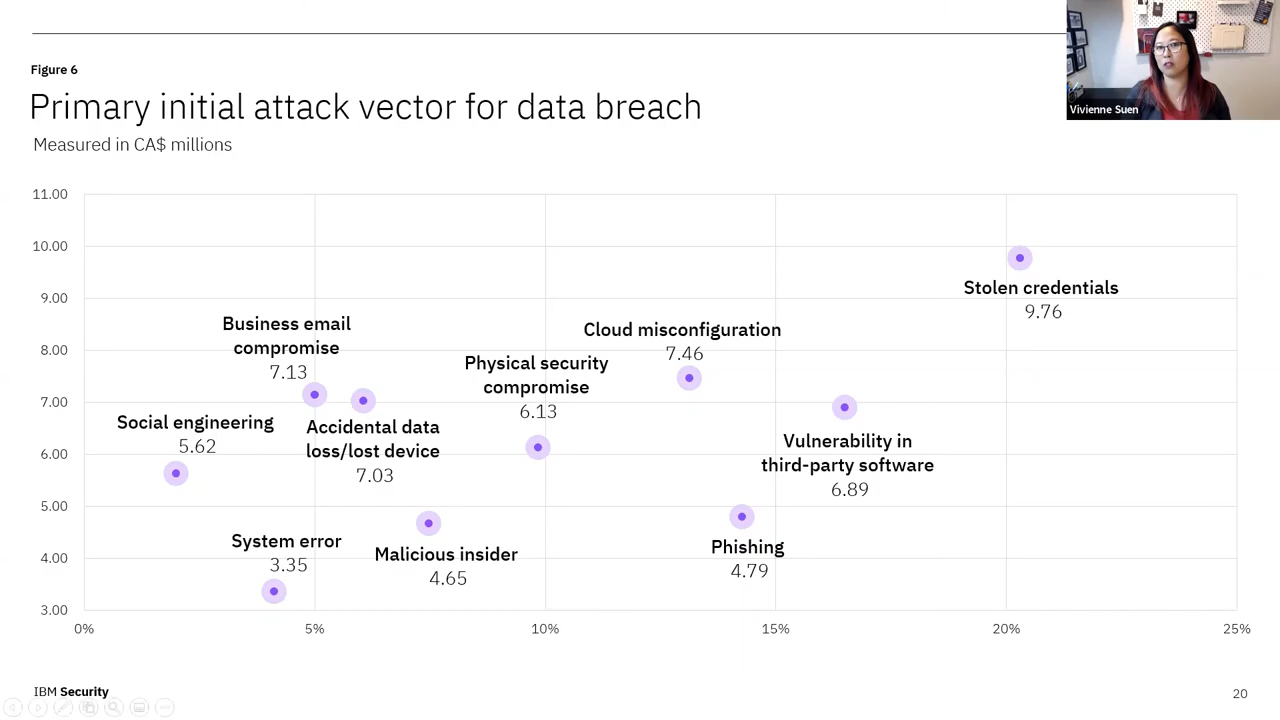 Figure 6
Primary initial attack vector for data breach
Measured in CA$ millions
Vivienne Suen
11.00
10.00
9.00
8.00
7.00
6.00
5.00
4.00
3.00
Stolen credentials
9.76
Business email
compromise
7.13
Cloud misconfiguration
7.46
Physical security
compromise
6.13
Social engineering
5.62
Accidental data
loss/lost device
7.03
Vulnerability in
third-party software
6.89
System error
3.35
Malicious insider
4.65
Phishing
4.79
0%
5%
10%
15%
20%
25%
IBM Security
20